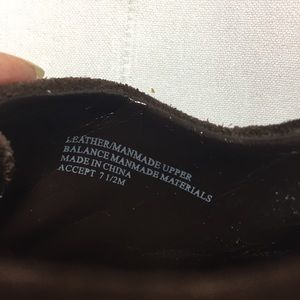 LEATHER/MANMADE UPPER
BALANCE MANMADE MATERIALS
MADE IN CHINA
ACCEPT 7 1/2M